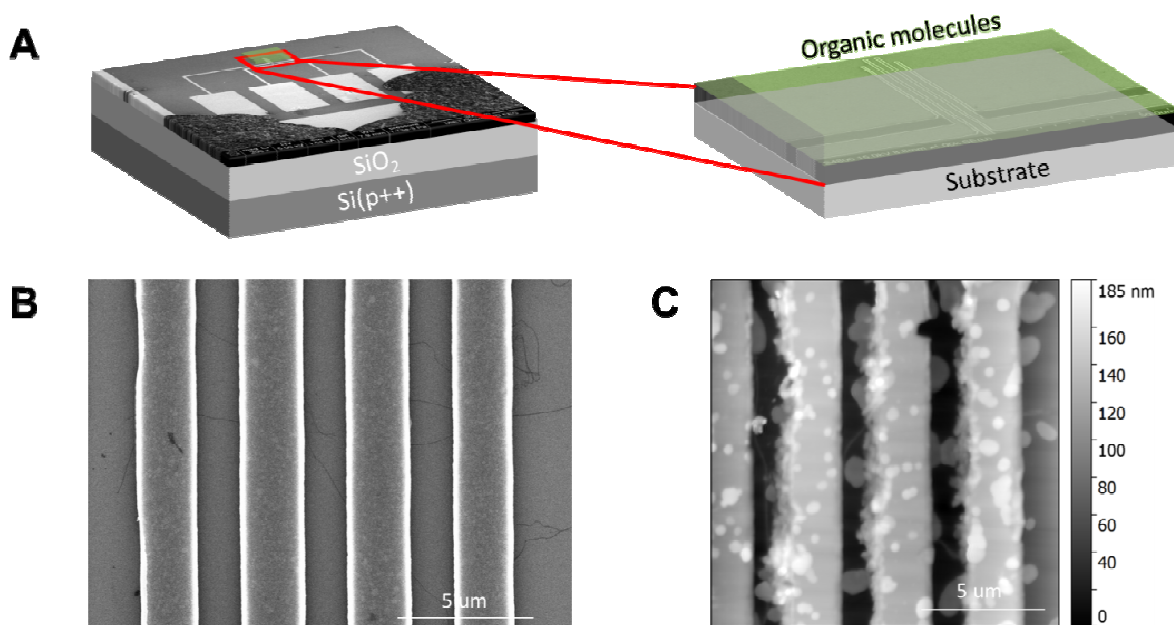 A
Organic molecules
SiO2
Si(p++)
Substrate
B
C
185 nm
160
140
120
100
80
60
40
0
5 um
5 um